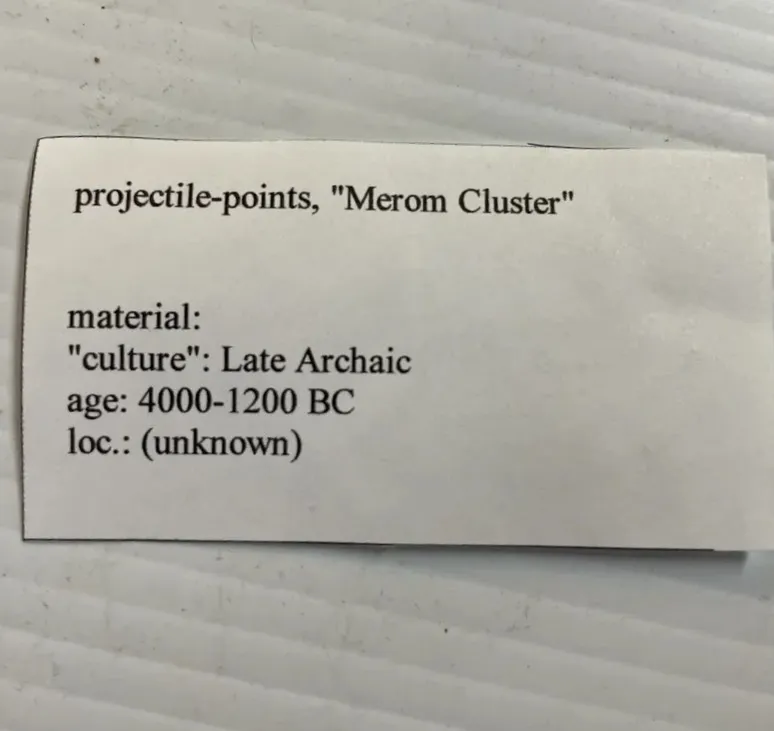 projectile-points, "Merom Cluster"
material:
"culture": Late Archaic
age: 4000-1200 BC
loc.: (unknown)